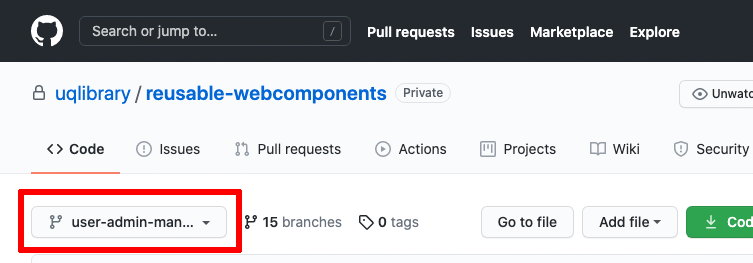 Search or jump to... / Pull requests Issues Marketplace Explore
uqlibrary / reusable-webcomponents Private Unwatc
Code Issues Pull requests Actions Projects Wiki Security
user-admin-man... 15 branches 0 tags Go to file Add file Cod